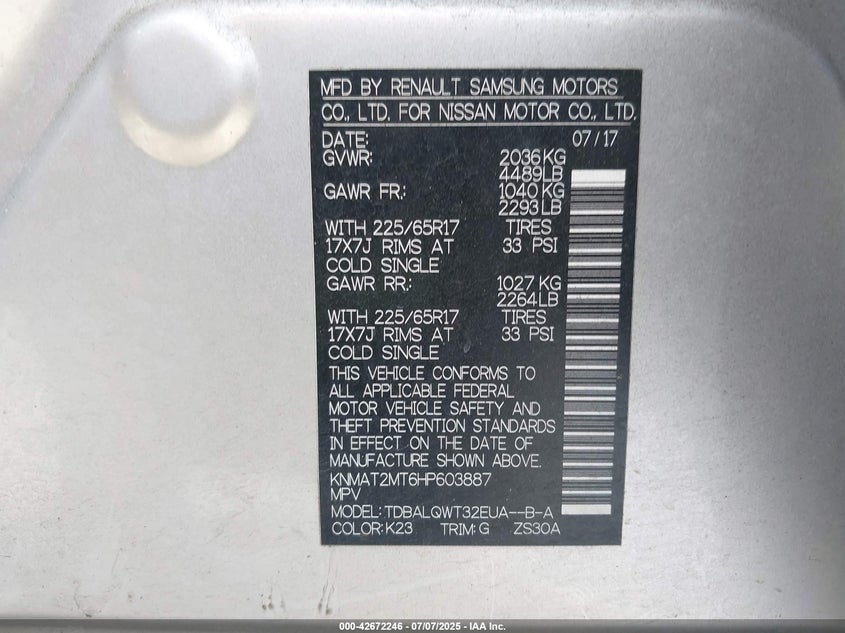 MFD BY RENAULT SAMSUNG MOTORS
CO., LTD. FOR NISSAN MOTOR CO., LTD.
DATE: 07/17
GVWR: 2036KG
4489LB
GAWR FR.: 1040 KG
2293LB
WITH 225/65R17 TIRES
17X7J RIMS AT 33 PSI
COLD SINGLE
GAWR RR.: 1027 KG
2264LB
WITH 225/65R17 TIRES
17X7J RIMS AT 33 PSI
COLD SINGLE
THIS VEHICLE CONFORMS TO
ALL APPLICABLE FEDERAL
MOTOR VEHICLE SAFETY AND
THEFT PREVENTION STANDARDS
IN EFFECT ON THE DATE OF
MANUFACTURE SHOWN ABOVE.
KNMAT2MT6HP603887
MPV
MODEL: TDBALQWT32EUA--B-A
COLOR: K23 TRIM: G ZS30A
000-42672246 - 07/07/2025 - IAA Inc.